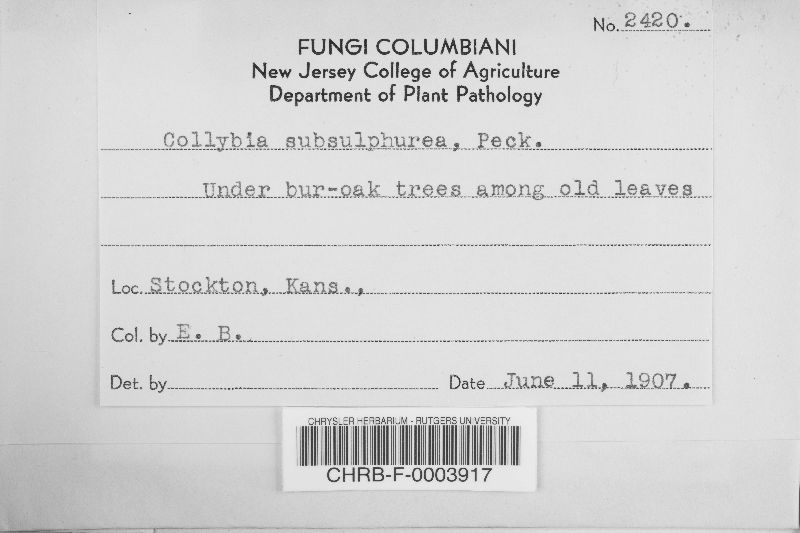 No. 2420.
FUNGI COLUMBIANI
New Jersey College of Agriculture
Department of Plant Pathology
Collybia subsulphurea, Peck.
Under bur-oak trees among old leaves
Loc. Stockton, Kans.,
Col. by E. B.
Det. by Date June 11, 1907.
CHRYSLER HERBARIUM - RUTGERS UNIVERSITY
CHRB-F-0003917